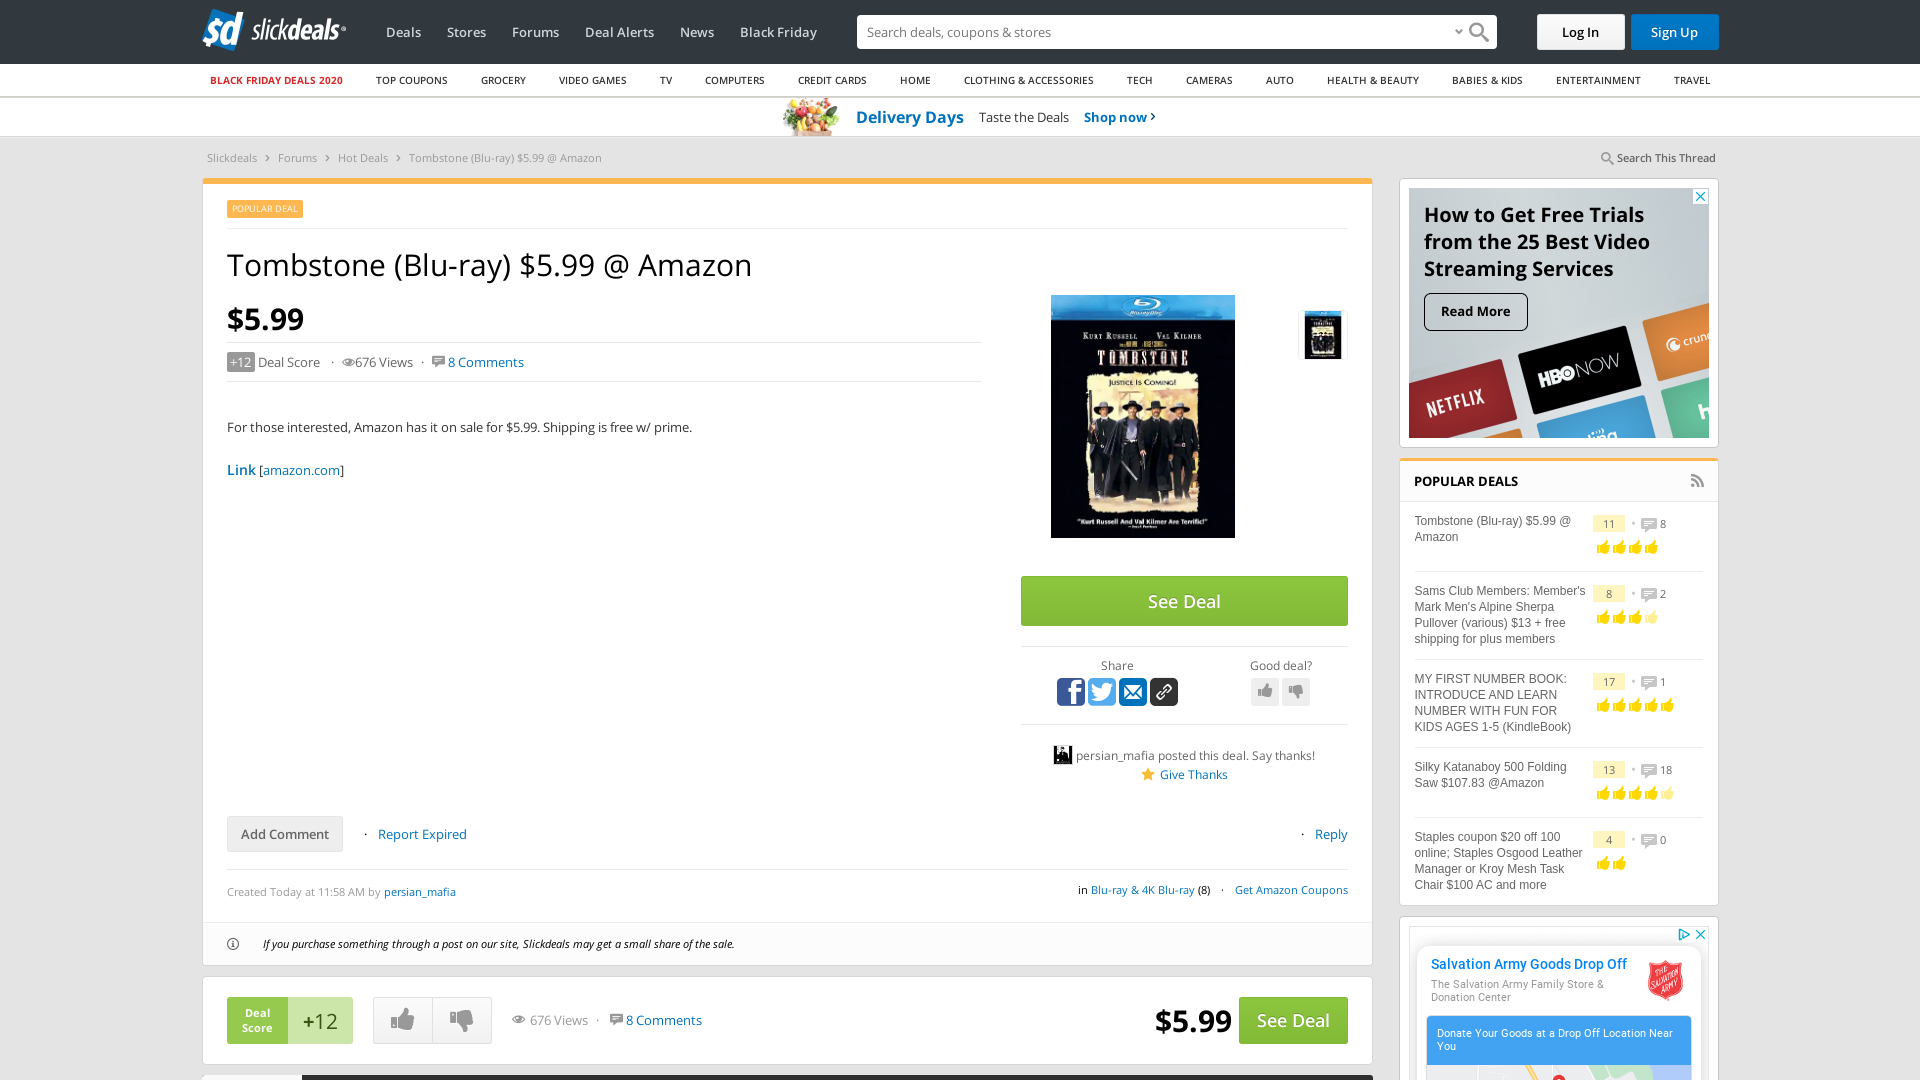 sd slickdeals
Deals Stores Forums Deal Alerts News Black Friday
Search deals, coupons & shopping
Log In Sign Up
BLACK FRIDAY DEALS 2020 TOP COUPONS GROCERY VIDEO GAMES TV COMPUTERS CREDIT CARDS HOME CLOTHING & ACCESSORIES TECH CAMERAS AUTO HEALTH & BEAUTY BABIES & KIDS ENTERTAINMENT TRAVEL
Delivery Days Taste the Deals Shop now
Slickdeals Forums Hot Deals Tombstone (Blu-ray) $5.99 @ Amazon
Search This Thread
POPULAR DEAL
Tombstone (Blu-ray) $5.99 @ Amazon
$5.99
+12 Deal Score · 676 Views · 8 Comments
For those interested, Amazon has it on sale for $5.99. Shipping is free w/ prime.
Link [amazon.com]
KURT RUSSELL VAL KILMER
TOMBSTONE
JUSTICE IS COMING!
"Kurt Russell And Val Kilmer Are Terrific!"
See Deal
Share
Good deal?
persian_mafia posted this deal. Say thanks!
Give Thanks
Add Comment · Report Expired
· Reply
Created Today at 11:58 AM by persian_mafia
in Blu-ray & 4K Blu-ray (8) · Get Amazon Coupons
If you purchase something through a post on our site, Slickdeals may get a small share of the sale.
Deal
Score
+12
676 Views · 8 Comments
$5.99
See Deal
How to Get Free Trials
from the 25 Best Video
Streaming Services
Read More
NETFLIX
HBO NOW
POPULAR DEALS
Tombstone (Blu-ray) $5.99 @
Amazon
11 • 8
Sams Club Members: Member's
Mark Men's Alpine Sherpa
Pullover (various) $13 + free
shipping for plus members
8 • 2
MY FIRST NUMBER BOOK:
INTRODUCE AND LEARN
NUMBER WITH FUN FOR
KIDS AGES 1-5 (KindleBook)
17 • 1
Silky Katanaboy 500 Folding
Saw $107.83 @Amazon
13 • 18
Staples coupon $20 off 100
online; Staples Osgood Leather
Manager or Kroy Mesh Task
Chair $100 AC and more
4 • 0
Salvation Army Goods Drop Off
The Salvation Army Family Store &
Donation Center
THE
SALVATION
ARMY
Donate Your Goods at a Drop Off Location Near
You